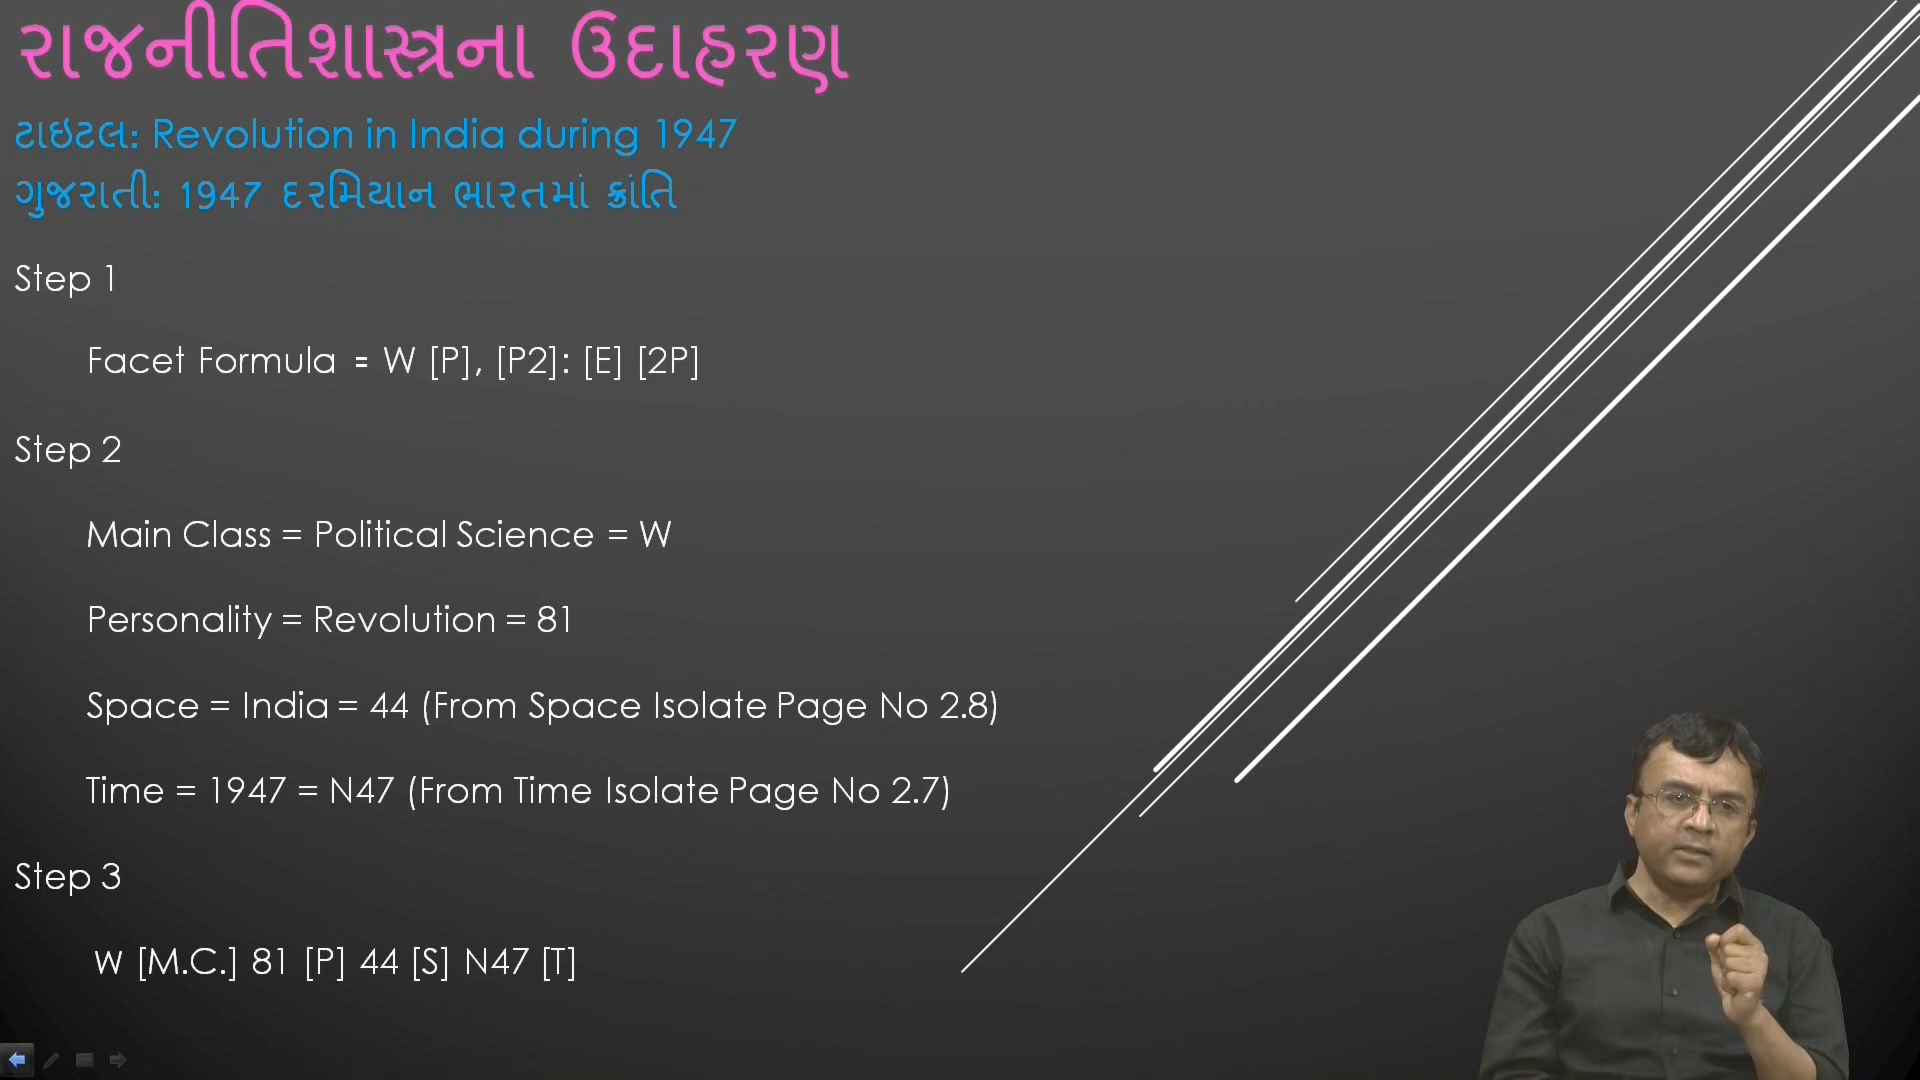 રાજનીતિશાસ્ત્રના ઉદાહરણ
ટાઇટલ: Revolution in India during 1947
ગુજરાતી: 1947 દરમિયાન ભારતમાં ક્રાંતિ
Step 1
Facet Formula = W [P], [P2]: [E] [2P]
Step 2
Main Class = Political Science = W
Personality = Revolution = 81
Space = India = 44 (From Space Isolate Page No 2.8)
Time = 1947 = N47 (From Time Isolate Page No 2.7)
Step 3
W [M.C.] 81 [P] 44 [S] N47 [T]